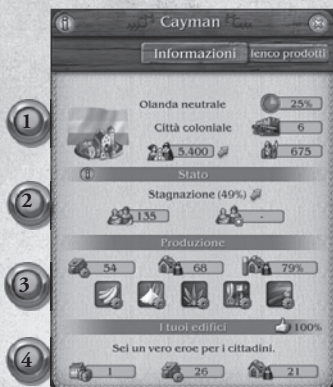 Cayman
Informazioni lenco prodotti
1
Olanda neutrale 25%
Città coloniale 6
5.400 675
Stato
2
Stagnazione (49%)
135 -
Produzione
3
54 68 79%
I tuoi edifici 100%
Sei un vero eroe per i cittadini.
4
1 26 21